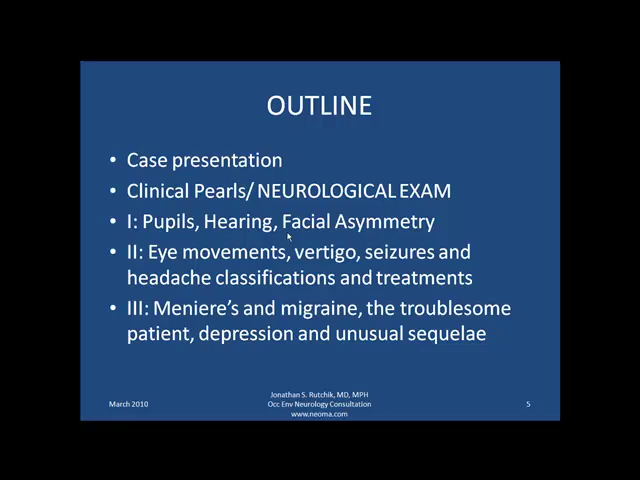 OUTLINE
• Case presentation
• Clinical Pearls/ NEUROLOGICAL EXAM
• I: Pupils, Hearing, Facial Asymmetry
• II: Eye movements, vertigo, seizures and
headache classifications and treatments
• III: Meniere's and migraine, the troublesome
patient, depression and unusual sequelae
March 2010
Jonathan S. Rutchik, MD, MPH
Occ Env Neurology Consultation
www.neoma.com
5